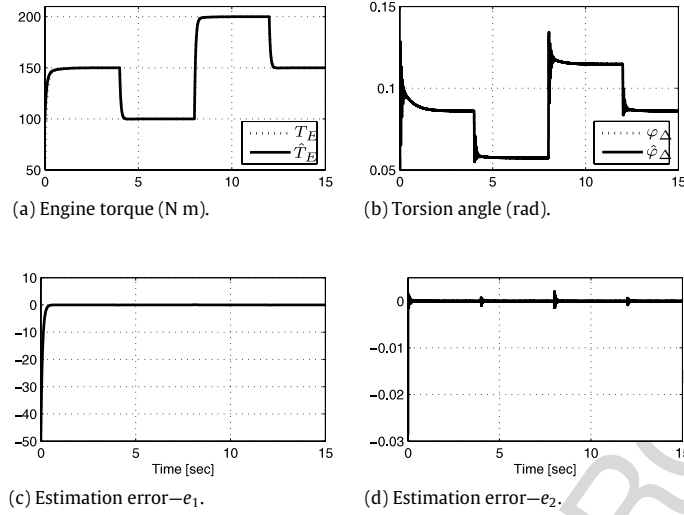 200
150
100
50
0 5 10 15
T_E
T̂_E
(a) Engine torque (N m).
0.15
0.1
0.05
0 5 10 15
φ_Δ
φ̂_Δ
(b) Torsion angle (rad).
10
0
−10
−20
−30
−40
−50
0 5 10 15
Time [sec]
(c) Estimation error—e₁.
0
−0.01
−0.02
−0.03
0 5 10 15
Time [sec]
(d) Estimation error—e₂.